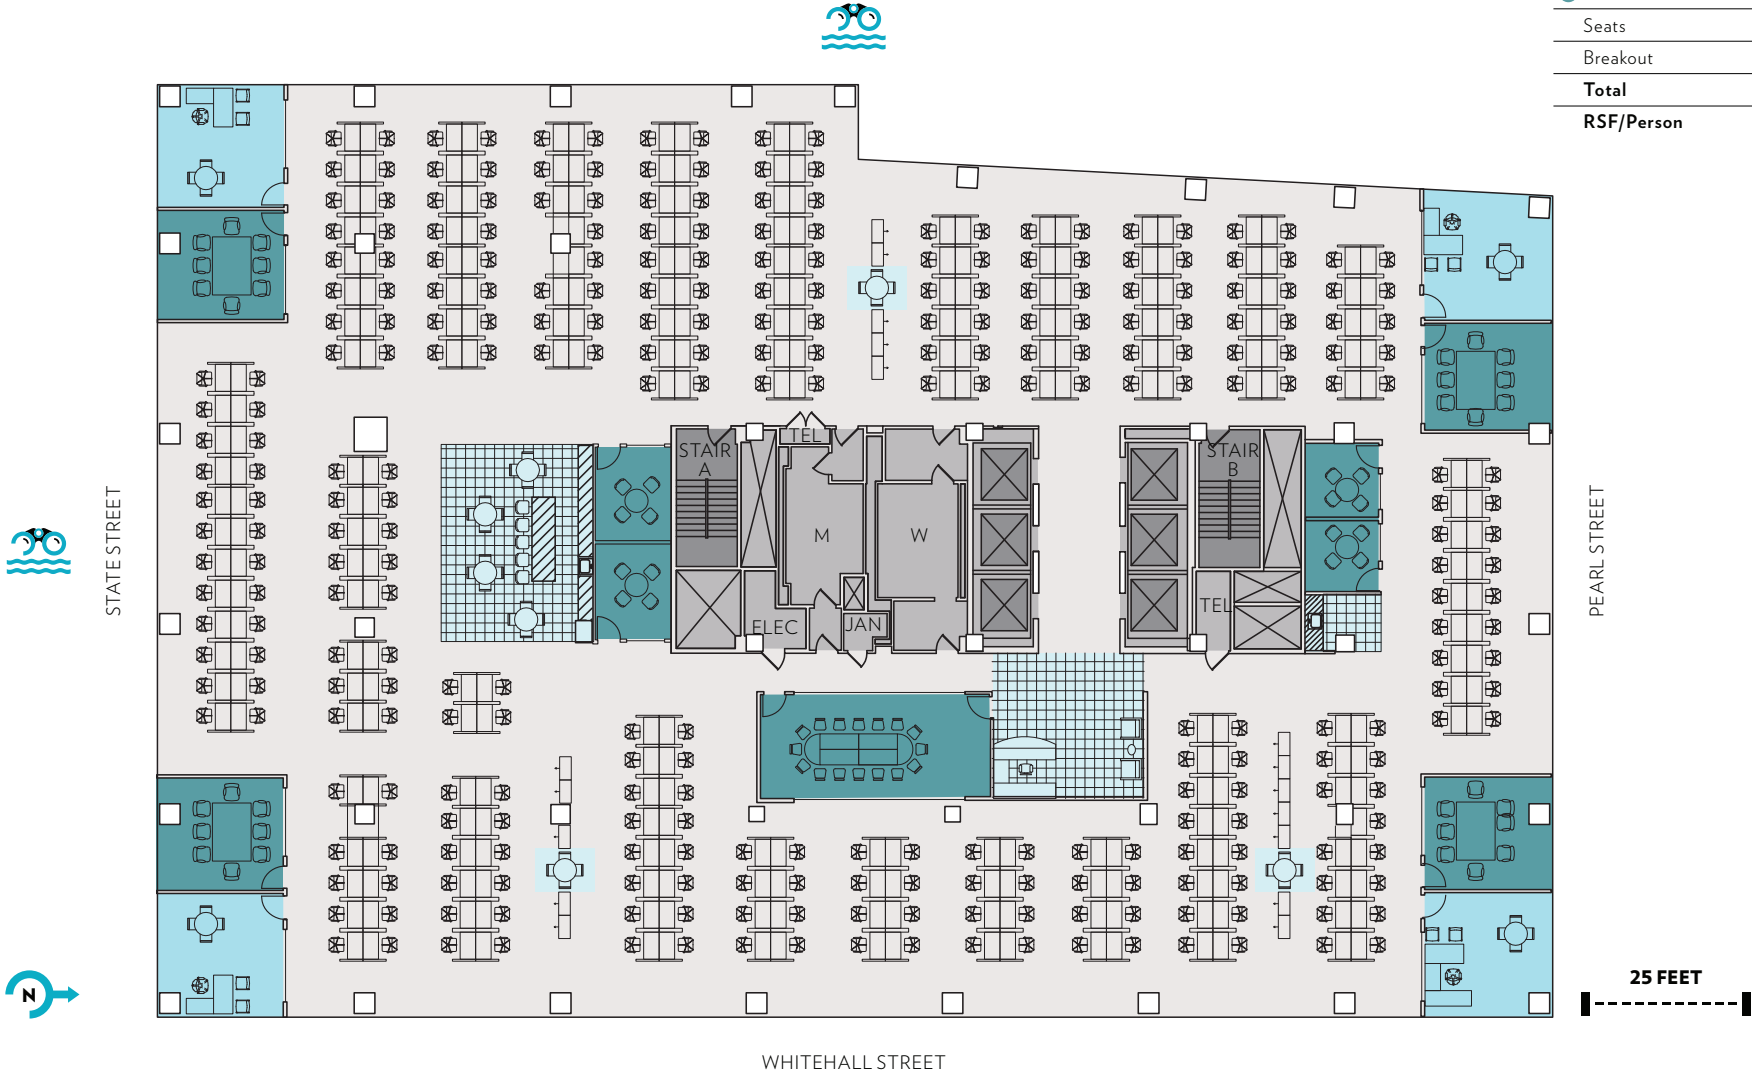 Seats
Breakout
Total
RSF/Person
TEL
STAIR
A
STAIR
B
M
W
TEL
ELEC
JAN
STATE STREET
PEARL STREET
N
25 FEET
WHITEHALL STREET